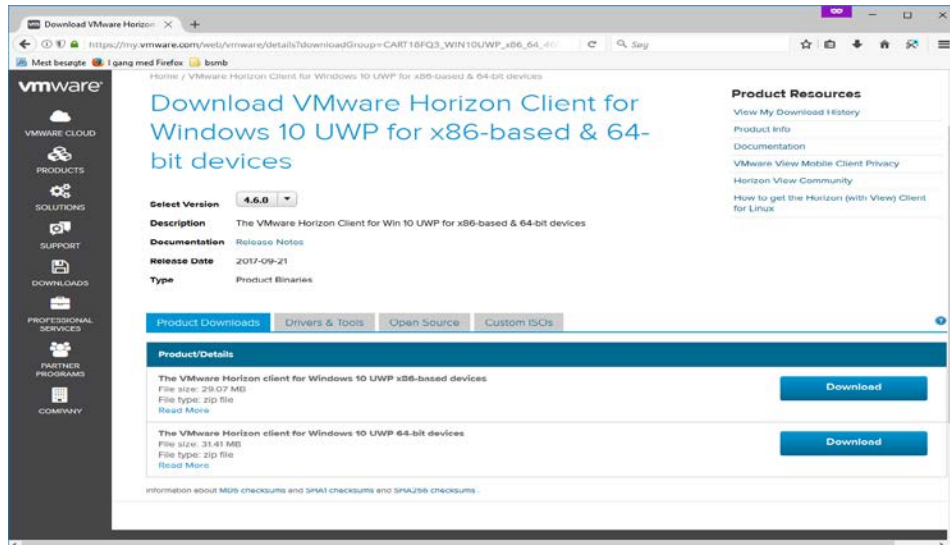 Download VMware Horizon
https://my.vmware.com/web/vmware/details?downloadGroup=CART18FQ3_WIN10UWP_x86_64_46
Søg
Mest besøgte
I gang med Firefox
bsmb
vmware
VMWARE CLOUD
PRODUCTS
SOLUTIONS
SUPPORT
DOWNLOADS
PROFESSIONAL
SERVICES
PARTNER
PROGRAMS
COMPANY
Home / VMware Horizon Client for Windows 10 UWP for x86-based & 64-bit devices
Download VMware Horizon Client for
Windows 10 UWP for x86-based & 64-
bit devices
Select Version 4.6.0
Description The VMware Horizon Client for Win 10 UWP for x86-based & 64-bit devices
Documentation Release Notes
Release Date 2017-09-21
Type Product Binaries
Product Resources
View My Download History
Product Info
Documentation
VMware View Mobile Client Privacy
Horizon View Community
How to get the Horizon (with View) Client
for Linux
Product Downloads Drivers & Tools Open Source Custom ISOs
Product/Details
The VMware Horizon client for Windows 10 UWP x86-based devices
File size: 29.07 MB
File type: zip file
Read More
Download
The VMware Horizon client for Windows 10 UWP 64-bit devices
File size: 31.41 MB
File type: zip file
Read More
Download
Information about MD5 checksums and SHA1 checksums and SHA256 checksums.